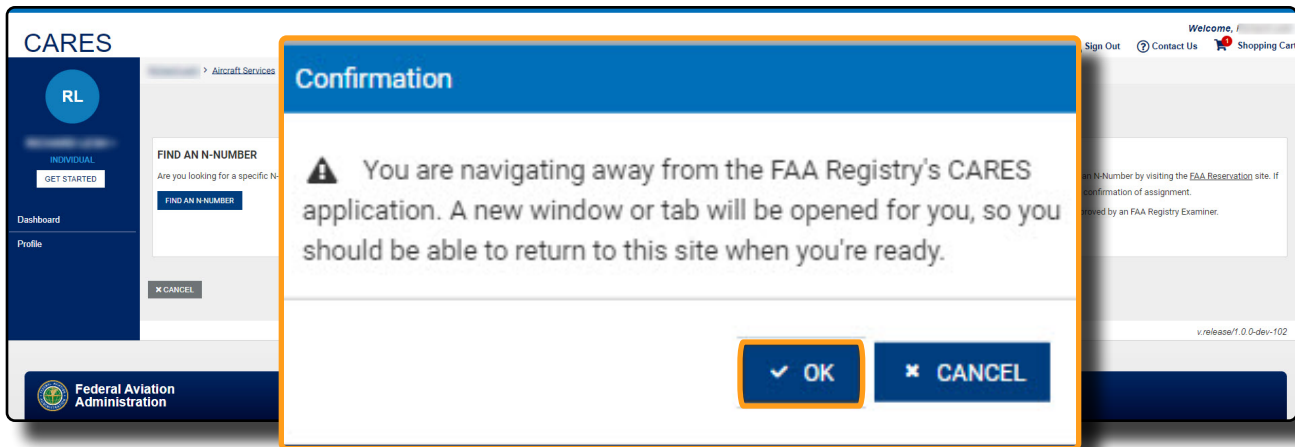 CARES
Welcome,
Sign Out
Contact Us
1
Shopping Cart
RL
INDIVIDUAL
GET STARTED
Dashboard
Profile
> Aircraft Services
FIND AN N-NUMBER
Are you looking for a specific N-
FIND AN N-NUMBER
× CANCEL
Confirmation
You are navigating away from the FAA Registry's CARES
application. A new window or tab will be opened for you, so you
should be able to return to this site when you're ready.
✓ OK
× CANCEL
an N-Number by visiting the FAA Reservation site. If
confirmation of assignment.
proved by an FAA Registry Examiner.
v.release/1.0.0-dev-102
Federal Aviation
Administration